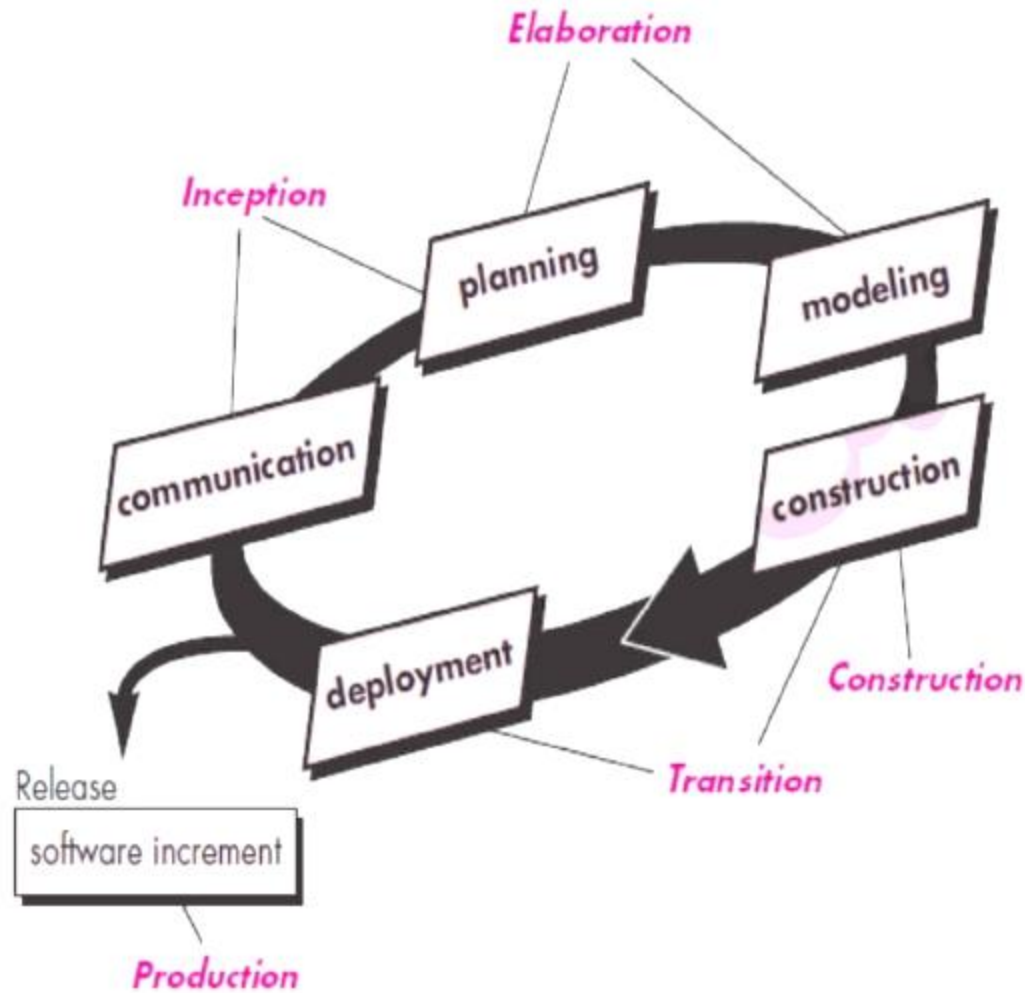 Elaboration
Inception
planning
modeling
communication
construction
deployment
Construction
Transition
Release
software increment
Production